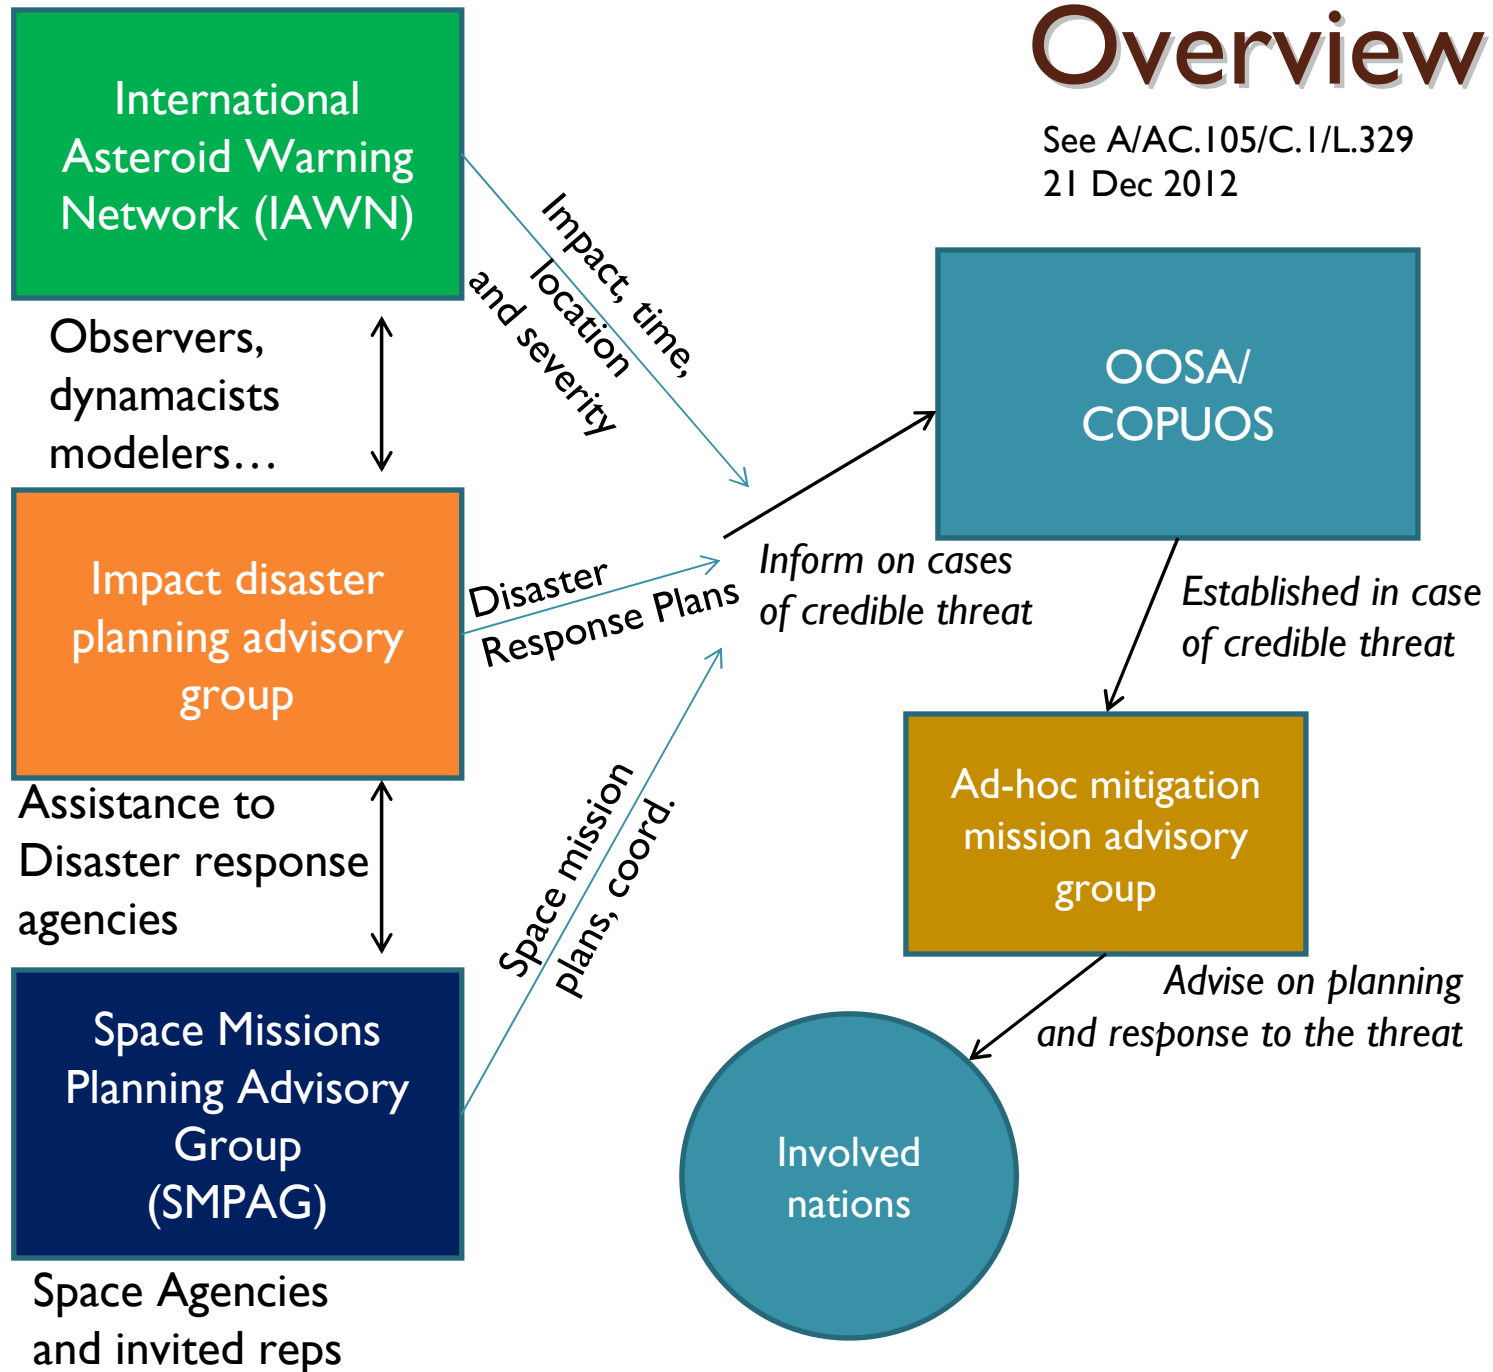 Overview
See A/AC.105/C.1/L.329
21 Dec 2012
International
Asteroid Warning
Network (IAWN)
Observers,
dynamacists
modelers…
Impact, time,
location
and severity
OOSA/
COPUOS
Impact disaster
planning advisory
group
Disaster
Response Plans
Inform on cases
of credible threat
Established in case
of credible threat
Assistance to
Disaster response
agencies
Space mission
plans, coord.
Ad-hoc mitigation
mission advisory
group
Advise on planning
and response to the threat
Space Missions
Planning Advisory
Group
(SMPAG)
Involved
nations
Space Agencies
and invited reps